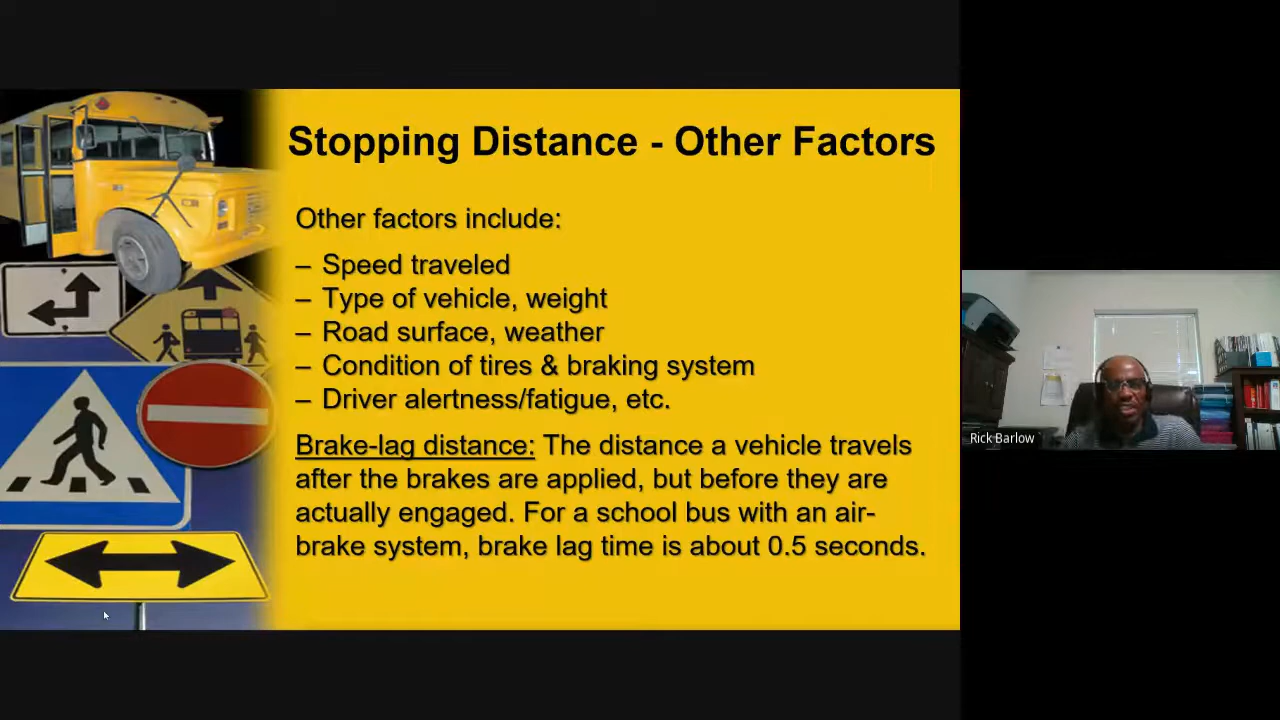 Stopping Distance - Other Factors
Other factors include:
– Speed traveled
– Type of vehicle, weight
– Road surface, weather
– Condition of tires & braking system
– Driver alertness/fatigue, etc.
Brake-lag distance: The distance a vehicle travels
after the brakes are applied, but before they are
actually engaged. For a school bus with an air-
brake system, brake lag time is about 0.5 seconds.
Rick Barlow